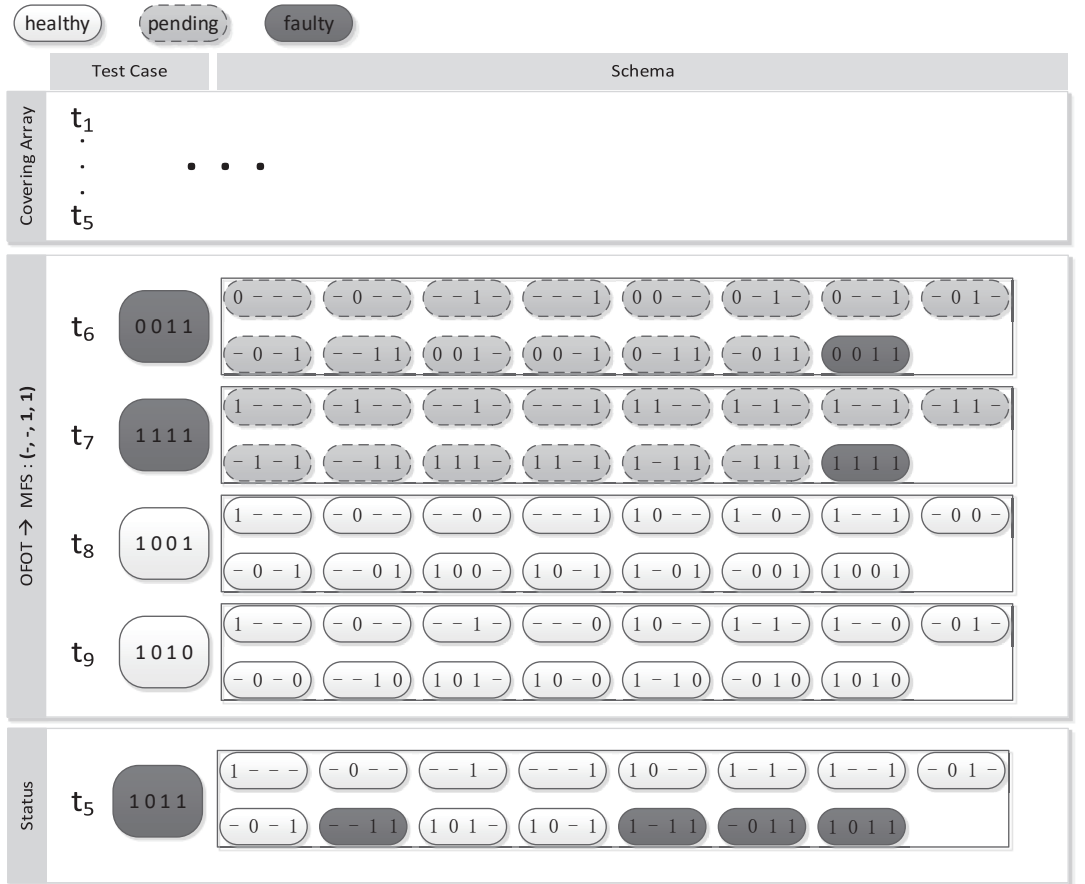 healthy pending faulty
Test Case Schema
Covering Array
t1
.
.
.
. . .
t5
OFOT → MFS : (-, -, 1, 1)
t6 0011
0 - - - - 0 - - - - 1 - - - - 1 0 0 - - 0 - 1 - 0 - - 1 - 0 1 -
- 0 - 1 - - 1 1 0 0 1 - 0 0 - 1 0 - 1 1 - 0 1 1 0 0 1 1
t7 1111
1 - - - - 1 - - - - 1 - - - - 1 1 1 - - 1 - 1 - 1 - - 1 - 1 1 -
- 1 - 1 - - 1 1 1 1 1 - 1 1 - 1 1 - 1 1 - 1 1 1 1 1 1 1
t8 1001
1 - - - - 0 - - - - 0 - - - - 1 1 0 - - 1 - 0 - 1 - - 1 - 0 0 -
- 0 - 1 - - 0 1 1 0 0 - 1 0 - 1 1 - 0 1 - 0 0 1 1 0 0 1
t9 1010
1 - - - - 0 - - - - 1 - - - - 0 1 0 - - 1 - 1 - 1 - - 0 - 0 1 -
- 0 - 0 - - 1 0 1 0 1 - 1 0 - 0 1 - 1 0 - 0 1 0 1 0 1 0
Status
t5 1011
1 - - - - 0 - - - - 1 - - - - 1 1 0 - - 1 - 1 - 1 - - 1 - 0 1 -
- 0 - 1 - - 1 1 1 0 1 - 1 0 - 1 1 - 1 1 - 0 1 1 1 0 1 1